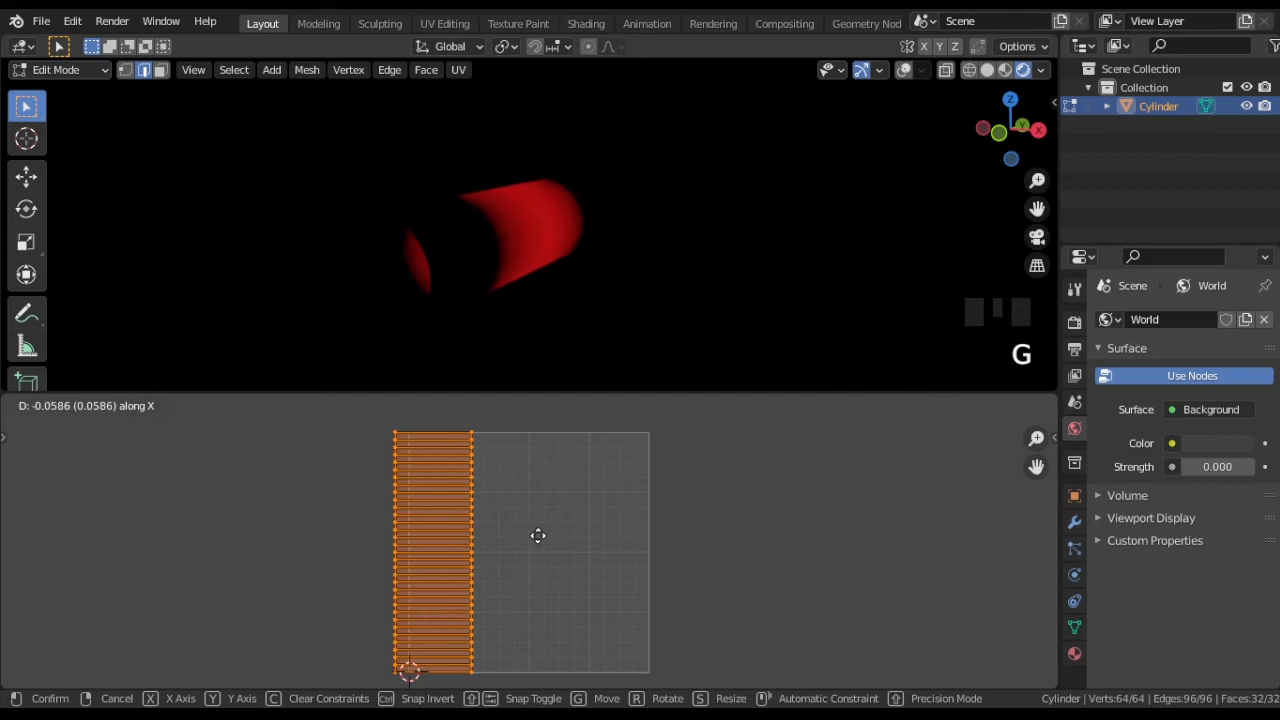 File Edit Render Window Help Layout Modeling Sculpting UV Editing Texture Paint Shading Animation Rendering Compositing Geometry Nod Scene View Layer
Global Options
X Y Z
Edit Mode View Select Add Mesh Vertex Edge Face UV
Scene Collection
Collection
Cylinder
Z
Y
X
G
Scene World
World
Surface
Use Nodes
Surface Background
Color
Strength 0.000
Volume
Viewport Display
Custom Properties
D: -0.0586 (0.0586) along X
Confirm Cancel X X Axis Y Y Axis C Clear Constraints Ctrl Snap Invert Snap Toggle G Move R Rotate S Resize Automatic Constraint Precision Mode Cylinder | Verts:64/64 | Edges:96/96 | Faces:32/32